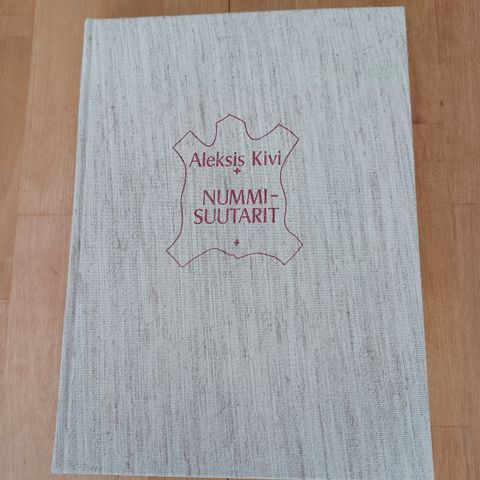 Aleksis Kivi
NUMMI-
SUUTARIT